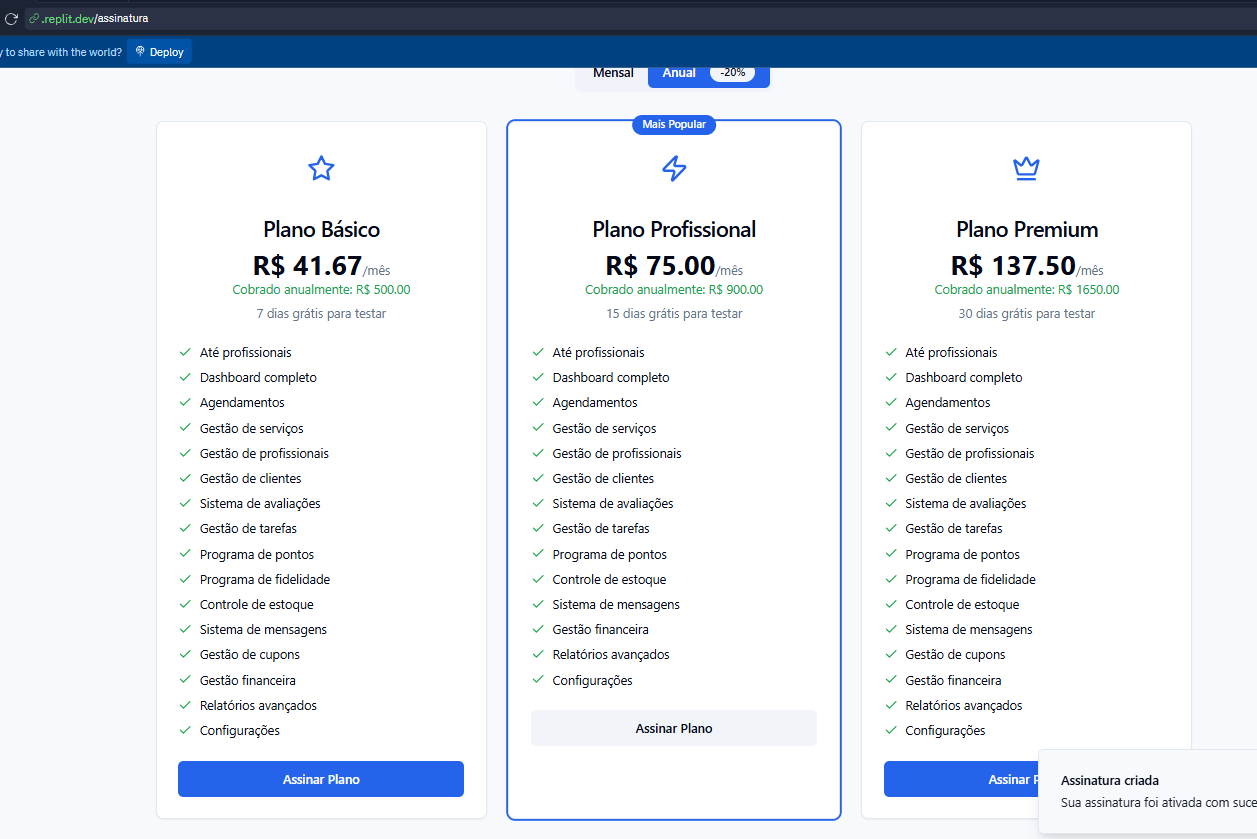 .replit.dev/assinatura
y to share with the world? Deploy
Mensal Anual -20%
Plano Básico
R$ 41.67/mês
Cobrado anualmente: R$ 500.00
7 dias grátis para testar
Até profissionais
Dashboard completo
Agendamentos
Gestão de serviços
Gestão de profissionais
Gestão de clientes
Sistema de avaliações
Gestão de tarefas
Programa de pontos
Programa de fidelidade
Controle de estoque
Sistema de mensagens
Gestão de cupons
Gestão financeira
Relatórios avançados
Configurações
Assinar Plano
Mais Popular
Plano Profissional
R$ 75.00/mês
Cobrado anualmente: R$ 900.00
15 dias grátis para testar
Até profissionais
Dashboard completo
Agendamentos
Gestão de serviços
Gestão de profissionais
Gestão de clientes
Sistema de avaliações
Gestão de tarefas
Programa de pontos
Controle de estoque
Sistema de mensagens
Gestão financeira
Relatórios avançados
Configurações
Assinar Plano
Plano Premium
R$ 137.50/mês
Cobrado anualmente: R$ 1650.00
30 dias grátis para testar
Até profissionais
Dashboard completo
Agendamentos
Gestão de serviços
Gestão de profissionais
Gestão de clientes
Sistema de avaliações
Gestão de tarefas
Programa de pontos
Programa de fidelidade
Controle de estoque
Sistema de mensagens
Gestão de cupons
Gestão financeira
Relatórios avançados
Configurações
Assinar P
Assinatura criada
Sua assinatura foi ativada com suce